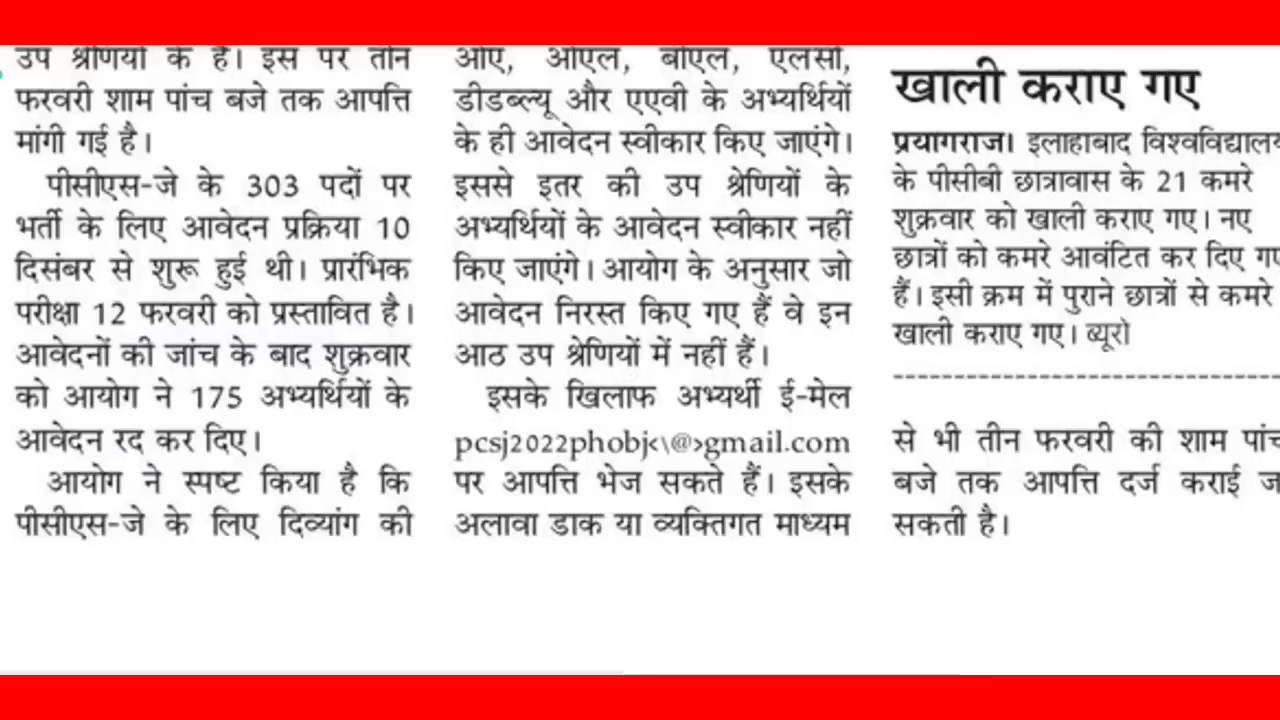 उप श्रेणियों के हैं। इस पर तीन
फरवरी शाम पांच बजे तक आपत्ति
मांगी गई है।
पीसीएस-जे के 303 पदों पर
भर्ती के लिए आवेदन प्रक्रिया 10
दिसंबर से शुरू हुई थी। प्रारंभिक
परीक्षा 12 फरवरी को प्रस्तावित है।
आवेदनों की जांच के बाद शुक्रवार
को आयोग ने 175 अभ्यर्थियों के
आवेदन रद कर दिए।
आयोग ने स्पष्ट किया है कि
पीसीएस-जे के लिए दिव्यांग की
ओए, ओएल, बीएल, एलसी,
डीडब्ल्यू और एएवी के अभ्यर्थियों
के ही आवेदन स्वीकार किए जाएंगे।
इससे इतर की उप श्रेणियों के
अभ्यर्थियों के आवेदन स्वीकार नहीं
किए जाएंगे। आयोग के अनुसार जो
आवेदन निरस्त किए गए हैं वे इन
आठ उप श्रेणियों में नहीं हैं।
इसके खिलाफ अभ्यर्थी ई-मेल
pcsj2022phobj<\@>gmail.com
पर आपत्ति भेज सकते हैं। इसके
अलावा डाक या व्यक्तिगत माध्यम
खाली कराए गए
प्रयागराज। इलाहाबाद विश्वविद्यालय
के पीसीबी छात्रावास के 21 कमरे
शुक्रवार को खाली कराए गए। नए
छात्रों को कमरे आवंटित कर दिए गए
हैं। इसी क्रम में पुराने छात्रों से कमरे
खाली कराए गए। ब्यूरो
से भी तीन फरवरी की शाम पांच
बजे तक आपत्ति दर्ज कराई ज
सकती है।